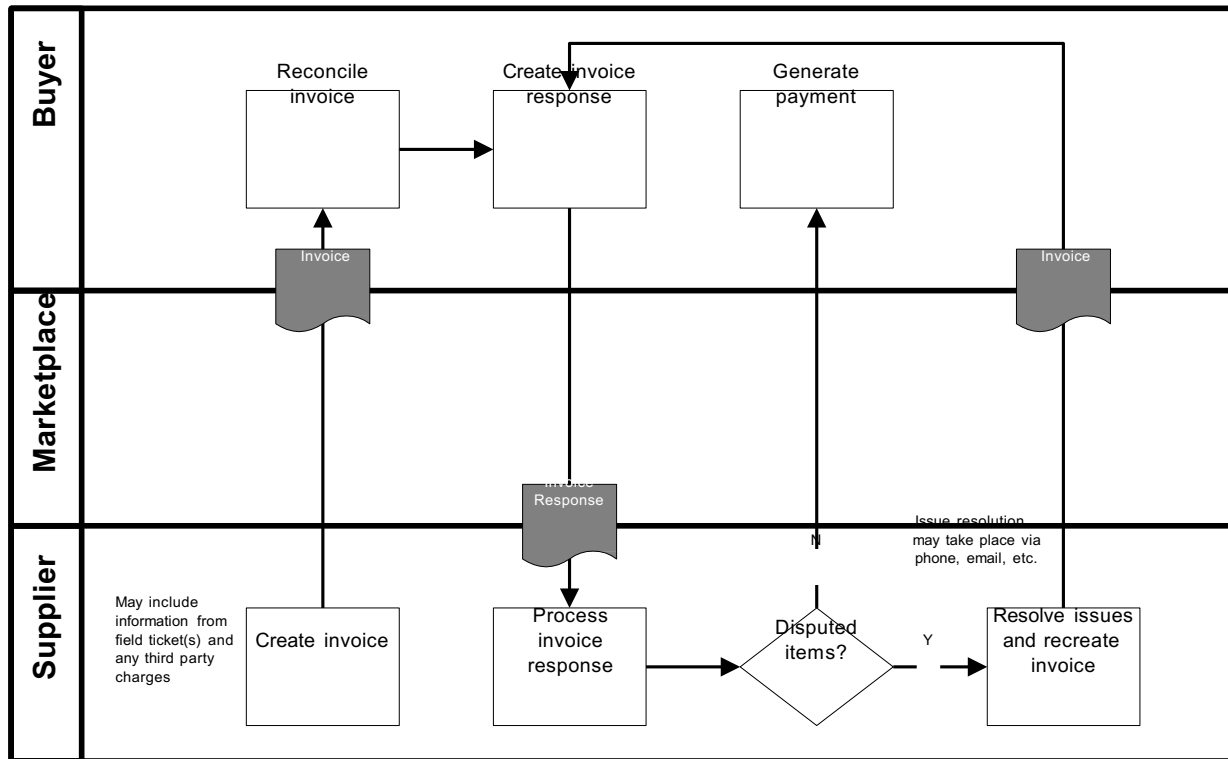 Buyer
Reconcile
invoice
Create invoice
response
Generate
payment
Invoice
Invoice
Marketplace
Invoice
Response
Supplier
May include
information from
field ticket(s) and
any third party
charges
Create invoice
Process
invoice
response
N
Disputed
items?
Y
Issue resolution
may take place via
phone, email, etc.
Resolve issues
and recreate
invoice